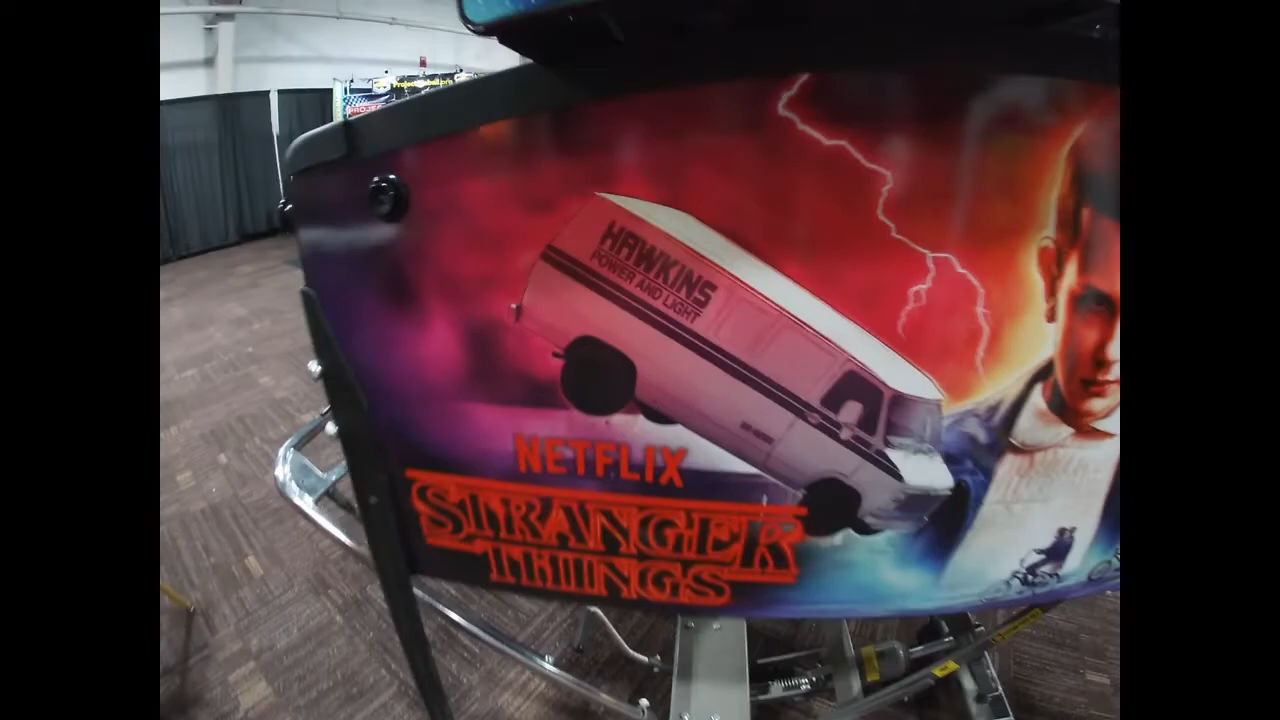 HAWKINS
POWER AND LIGHT
NETFLIX
STRANGER
THINGS